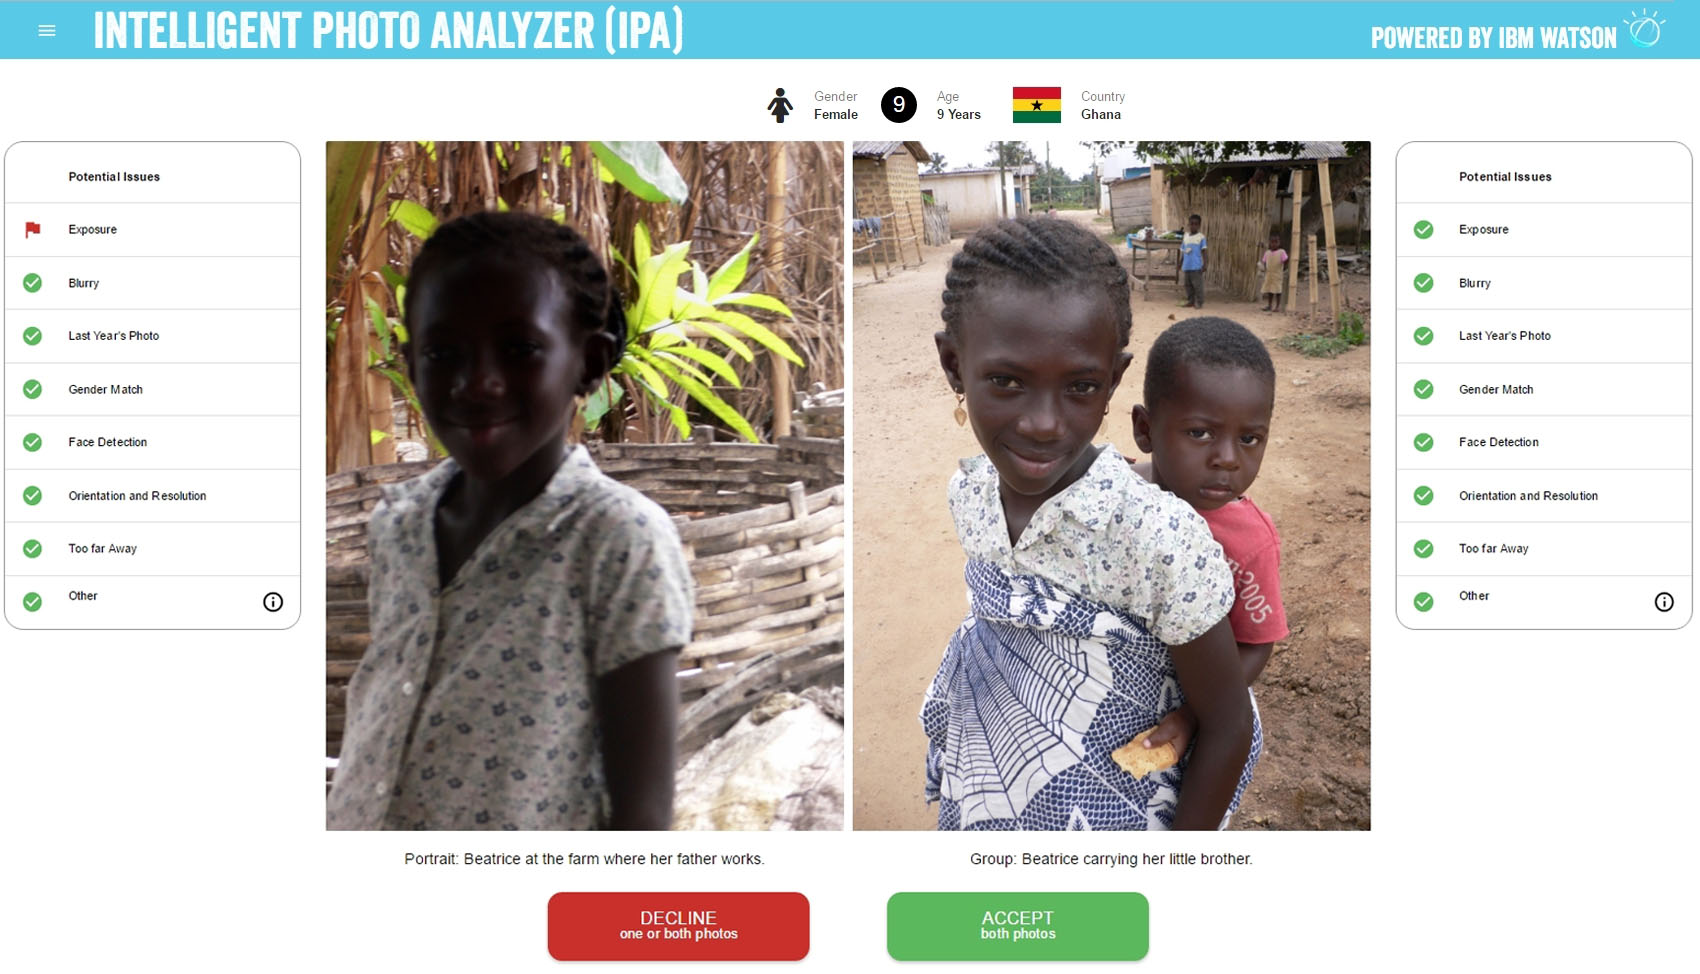 INTELLIGENT PHOTO ANALYZER (IPA)
POWERED BY IBM WATSON
Gender
Female
9
Age
9 Years
Country
Ghana
Potential Issues
Exposure
Blurry
Last Year's Photo
Gender Match
Face Detection
Orientation and Resolution
Too far Away
Other
:2005
Potential Issues
Exposure
Blurry
Last Year's Photo
Gender Match
Face Detection
Orientation and Resolution
Too far Away
Other
Portrait: Beatrice at the farm where her father works.
Group: Beatrice carrying her little brother.
DECLINE
one or both photos
ACCEPT
both photos